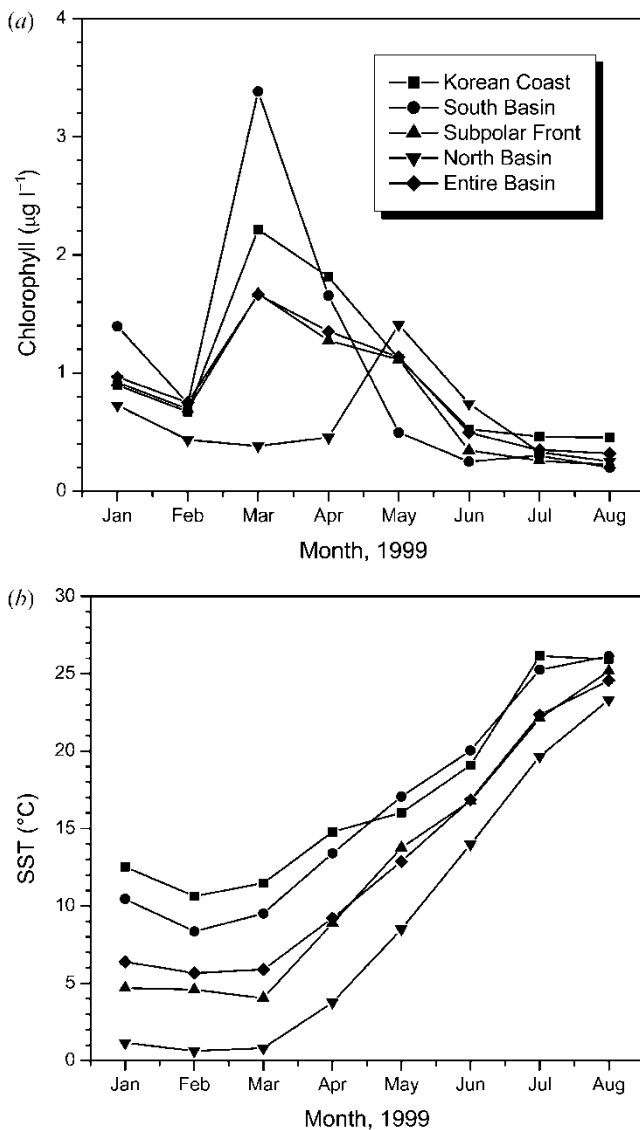 (a)
4
3
2
1
0
Chlorophyll (μg l⁻¹)
Korean Coast
South Basin
Subpolar Front
North Basin
Entire Basin
Jan Feb Mar Apr May Jun Jul Aug
Month, 1999
(b)
30
25
20
15
10
5
0
SST (°C)
Jan Feb Mar Apr May Jun Jul Aug
Month, 1999